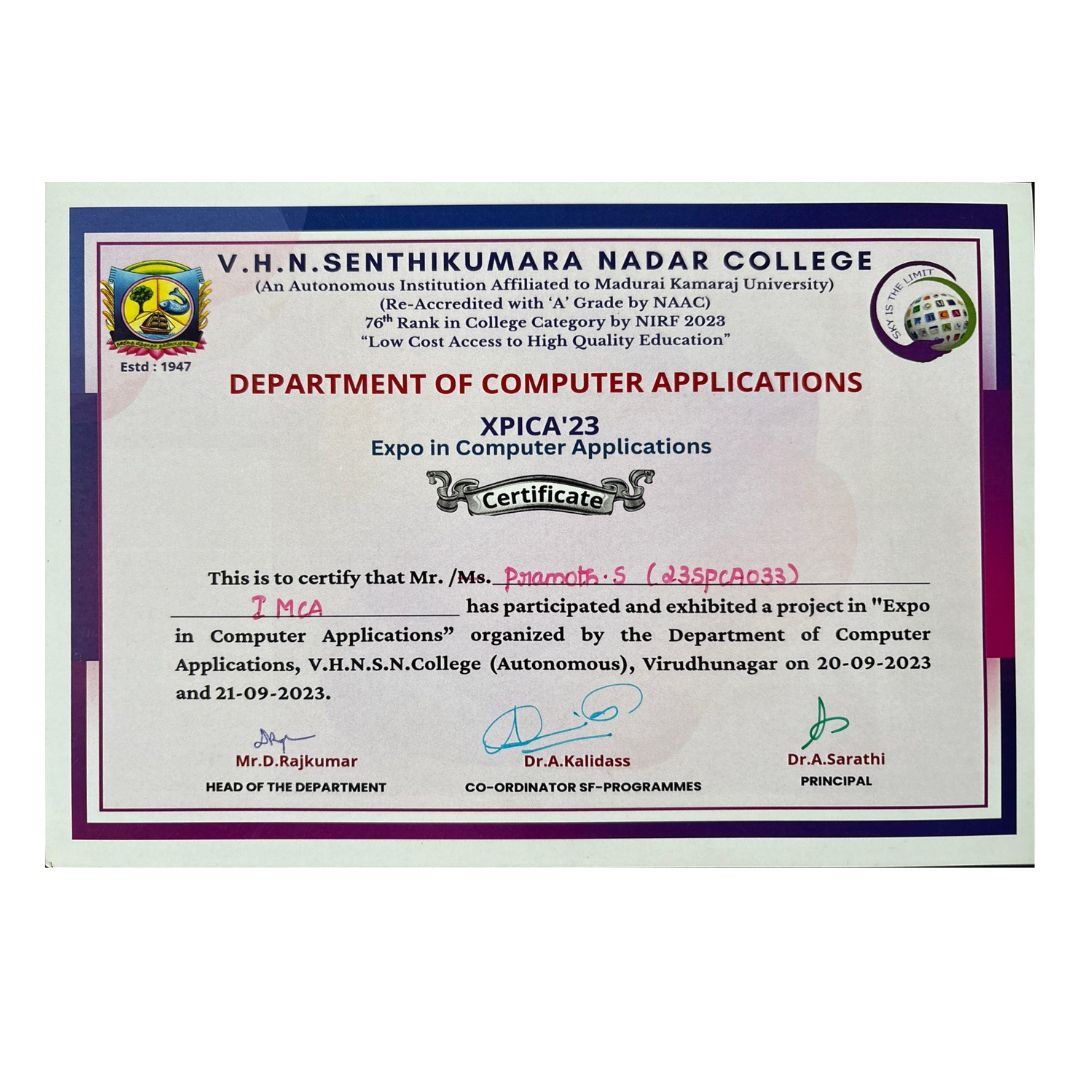 V.H.N.SENTHIKUMARA NADAR COLLEGE
(An Autonomous Institution Affiliated to Madurai Kamaraj University)
(Re-Accredited with ‘A’ Grade by NAAC)
76th Rank in College Category by NIRF 2023
“Low Cost Access to High Quality Education”
Estd : 1947
SKY IS THE LIMIT
DEPARTMENT OF COMPUTER APPLICATIONS
XPICA'23
Expo in Computer Applications
Certificate
This is to certify that Mr. /Ms. Pramoth.S (23SPCA033)
I MCA has participated and exhibited a project in "Expo
in Computer Applications” organized by the Department of Computer
Applications, V.H.N.S.N.College (Autonomous), Virudhunagar on 20-09-2023
and 21-09-2023.
Mr.D.Rajkumar Dr.A.Kalidass Dr.A.Sarathi
HEAD OF THE DEPARTMENT CO-ORDINATOR SF-PROGRAMMES PRINCIPAL